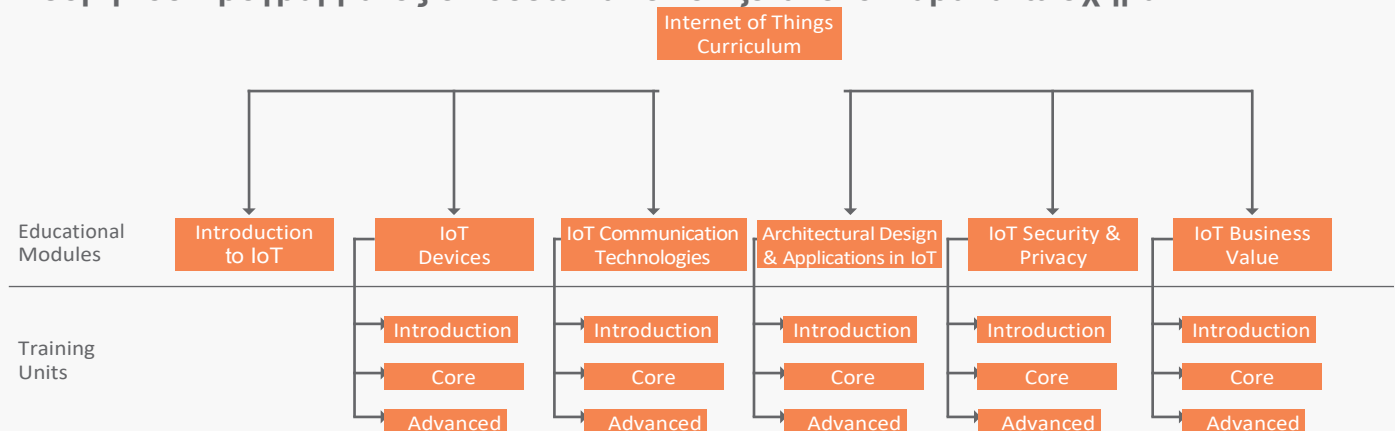 Internet of Things
Curriculum
Educational
Modules
Introduction
to IoT
IoT
Devices
IoT Communication
Technologies
Architectural Design
& Applications in IoT
IoT Security &
Privacy
IoT Business
Value
Training
Units
Introduction
Introduction
Introduction
Introduction
Introduction
Core
Core
Core
Core
Core
Advanced
Advanced
Advanced
Advanced
Advanced